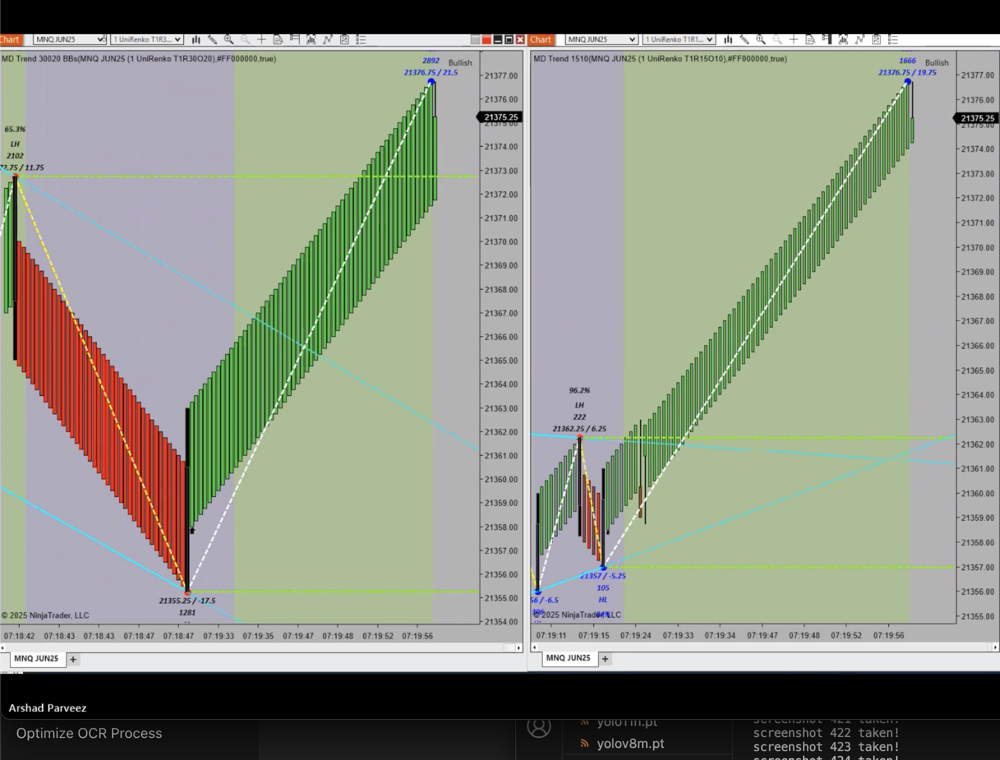 Chart MNQ JUN25 1 UniRenko T1R3...
MD Trend 30020 BBs(MNQ JUN25 (1 UniRenko T1R30O20),#FF000000,true)
2892 Bullish
21376.75 / 21.5
65.3%
LH
2102
72.75 / 11.75
21377.00
21376.00
21375.25
21375.00
21374.00
21373.00
21372.00
21371.00
21370.00
21369.00
21368.00
21367.00
21366.00
21365.00
21364.00
21363.00
21362.00
21361.00
21360.00
21359.00
21358.00
21357.00
21356.00
21355.00
21354.00
21355.25 / -17.5
1281
© 2025 NinjaTrader, LLC
07:18:42 07:18:43 07:18:43 07:18:47 07:19:33 07:19:35 07:19:47 07:19:48 07:19:52 07:19:56
MNQ JUN25 +
Chart MNQ JUN25 1 UniRenko T1R1...
MD Trend 1510(MNQ JUN25 (1 UniRenko T1R15O10),#FF000000,true)
1666 Bullish
21376.75 / 19.75
21377.00
21376.00
21375.25
21375.00
21374.00
21373.00
21372.00
21371.00
21370.00
21369.00
21368.00
21367.00
21366.00
21365.00
21364.00
21363.00
21362.00
21361.00
21360.00
21359.00
21358.00
21357.00
21356.00
21355.00
96.2%
LH
222
21362.25 / 6.25
21357 / -5.25
105
HL
56 / -6.5
© 2025 NinjaTrader, LLC
07:19:11 07:19:15 07:19:24 07:19:33 07:19:34 07:19:47 07:19:48 07:19:52 07:19:56
MNQ JUN25 +
Arshad Parveez
Optimize OCR Process
yolo11n.pt
yolov8m.pt
screenshot 421 taken!
screenshot 422 taken!
screenshot 423 taken!
screenshot 424 taken!